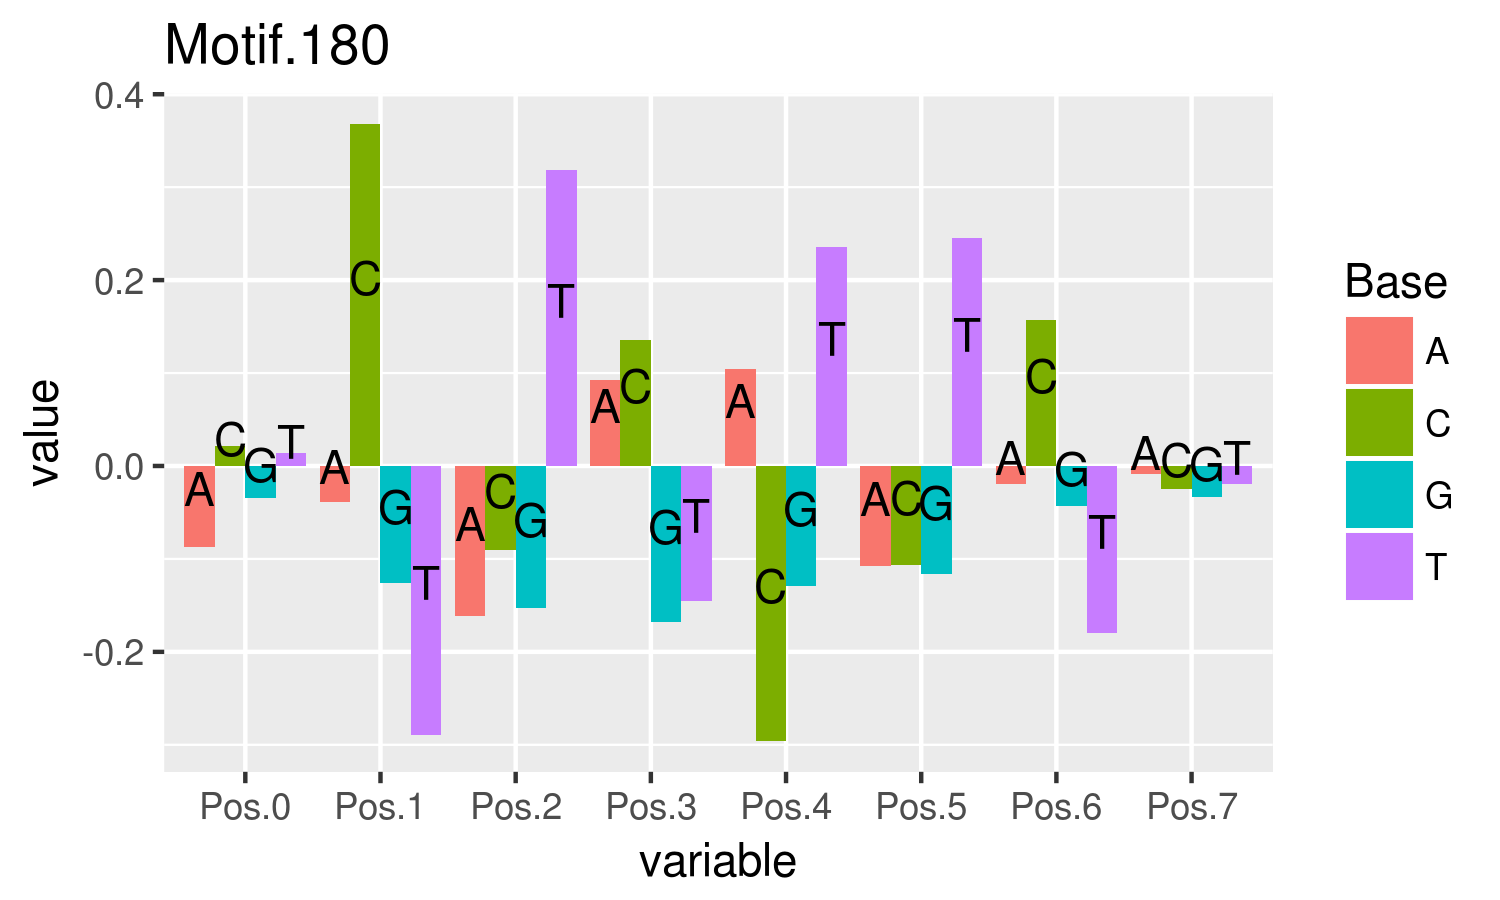 Motif.180
0.4
0.2
0.0
-0.2
value
A C G T
A C G T
A C G T
A C G T
A C G T
A C G T
A C G T
A C G T
Pos.0 Pos.1 Pos.2 Pos.3 Pos.4 Pos.5 Pos.6 Pos.7
variable
Base
A
C
G
T